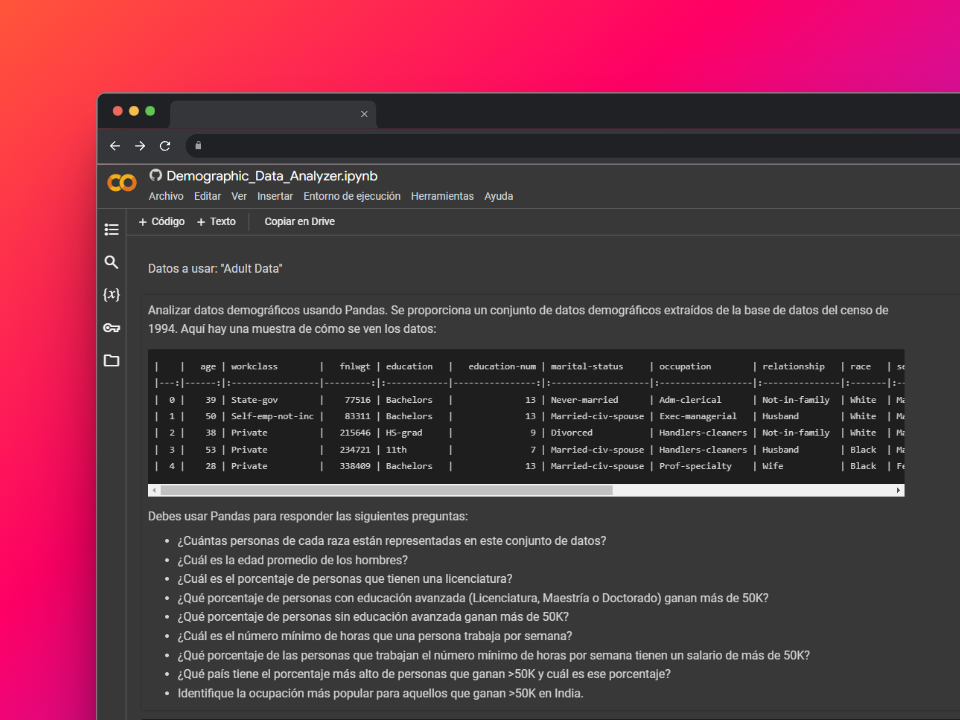 Demographic_Data_Analyzer.ipynb
Archivo Editar Ver Insertar Entorno de ejecución Herramientas Ayuda
+ Código + Texto Copiar en Drive
Datos a usar: "Adult Data"
Analizar datos demográficos usando Pandas. Se proporciona un conjunto de datos demográficos extraídos de la base de datos del censo de
1994. Aquí hay una muestra de cómo se ven los datos:
| | age | workclass | fnlwgt | education | education-num | marital-status | occupation | relationship | race | se
|---:|------:|:-----------------|---------:|:------------|----------------:|:-------------------|:------------------|:--------------|:-------|:--
| 0 | 39 | State-gov | 77516 | Bachelors | 13 | Never-married | Adm-clerical | Not-in-family | White | Ma
| 1 | 50 | Self-emp-not-inc | 83311 | Bachelors | 13 | Married-civ-spouse | Exec-managerial | Husband | White | Ma
| 2 | 38 | Private | 215646 | HS-grad | 9 | Divorced | Handlers-cleaners | Not-in-family | White | Ma
| 3 | 53 | Private | 234721 | 11th | 7 | Married-civ-spouse | Handlers-cleaners | Husband | Black | Ma
| 4 | 28 | Private | 338409 | Bachelors | 13 | Married-civ-spouse | Prof-specialty | Wife | Black | Fe
Debes usar Pandas para responder las siguientes preguntas:
• ¿Cuántas personas de cada raza están representadas en este conjunto de datos?
• ¿Cuál es la edad promedio de los hombres?
• ¿Cuál es el porcentaje de personas que tienen una licenciatura?
• ¿Qué porcentaje de personas con educación avanzada (Licenciatura, Maestría o Doctorado) ganan más de 50K?
• ¿Qué porcentaje de personas sin educación avanzada ganan más de 50K?
• ¿Cuál es el número mínimo de horas que una persona trabaja por semana?
• ¿Qué porcentaje de las personas que trabajan el número mínimo de horas por semana tienen un salario de más de 50K?
• ¿Qué país tiene el porcentaje más alto de personas que ganan >50K y cuál es ese porcentaje?
• Identifique la ocupación más popular para aquellos que ganan >50K en India.